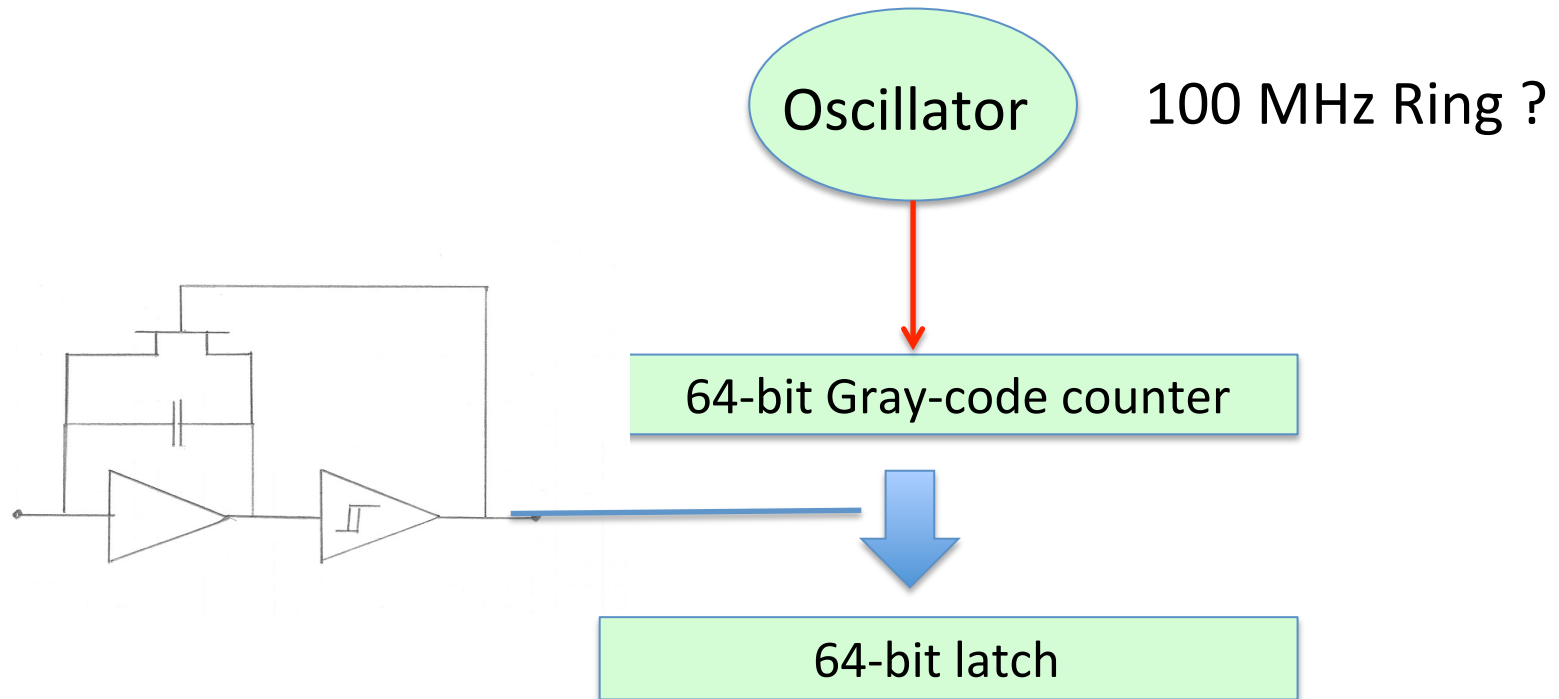 Oscillator
100 MHz Ring ?
64-bit Gray-code counter
64-bit latch